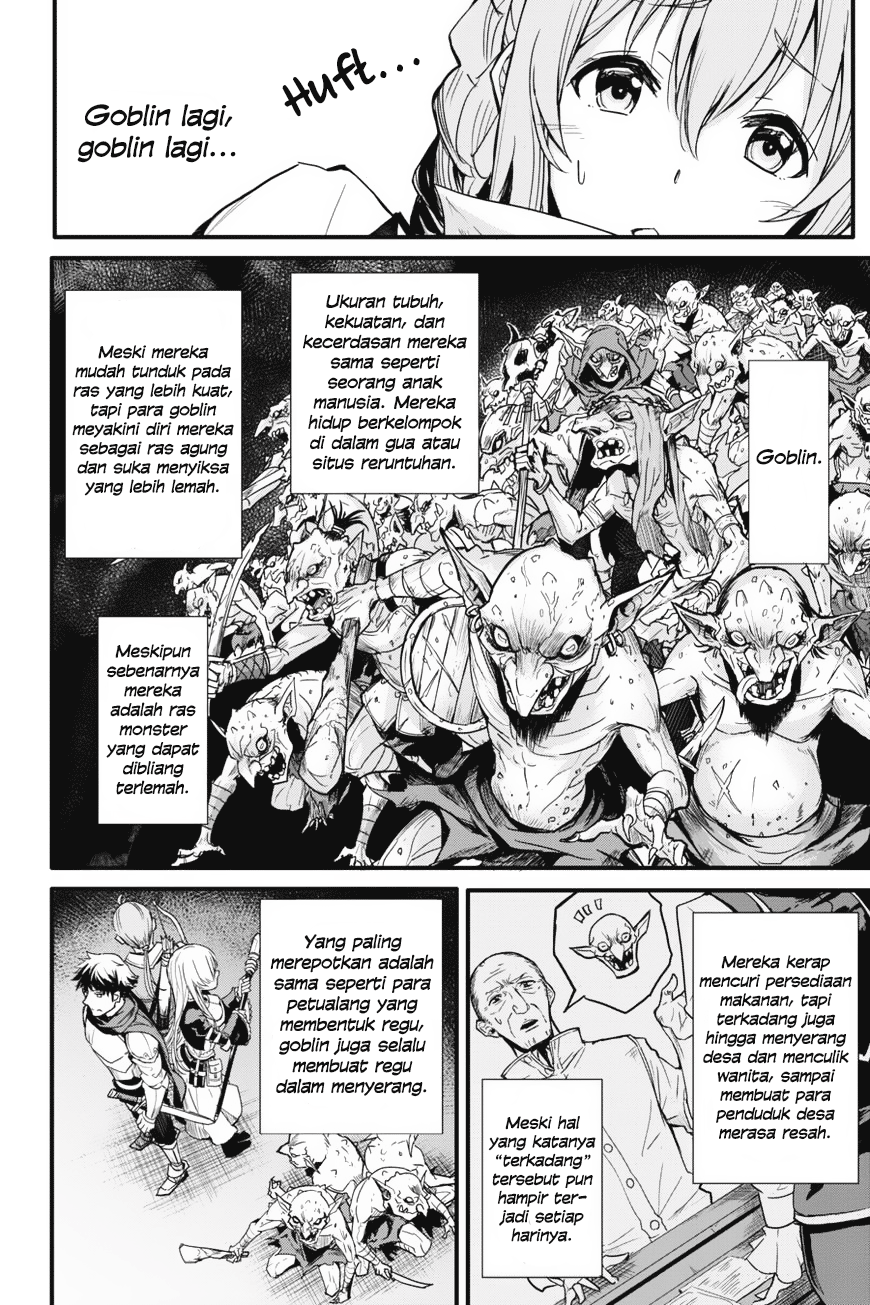 Huft...
Goblin lagi,
goblin lagi...
Goblin.
Ukuran tubuh,
kekuatan, dan
kecerdasan mereka
sama seperti
seorang anak
manusia. Mereka
hidup berkelompok
di dalam gua atau
situs reruntuhan.
Meski mereka
mudah tunduk pada
ras yang lebih kuat,
tapi para goblin
meyakini diri mereka
sebagai ras agung
dan suka menyiksa
yang lebih lemah.
Meskipun
sebenarnya
mereka
adalah ras
monster
yang dapat
dibliang
terlemah.
Mereka kerap
mencuri persediaan
makanan, tapi
terkadang juga
hingga menyerang
desa dan menculik
wanita, sampai
membuat para
penduduk desa
merasa resah.
Meski hal
yang katanya
“terkadang”
tersebut pun
hampir ter-
jadi setiap
harinya.
Yang paling
merepotkan adalah
sama seperti para
petualang yang
membentuk regu,
goblin juga selalu
membuat regu
dalam menyerang.